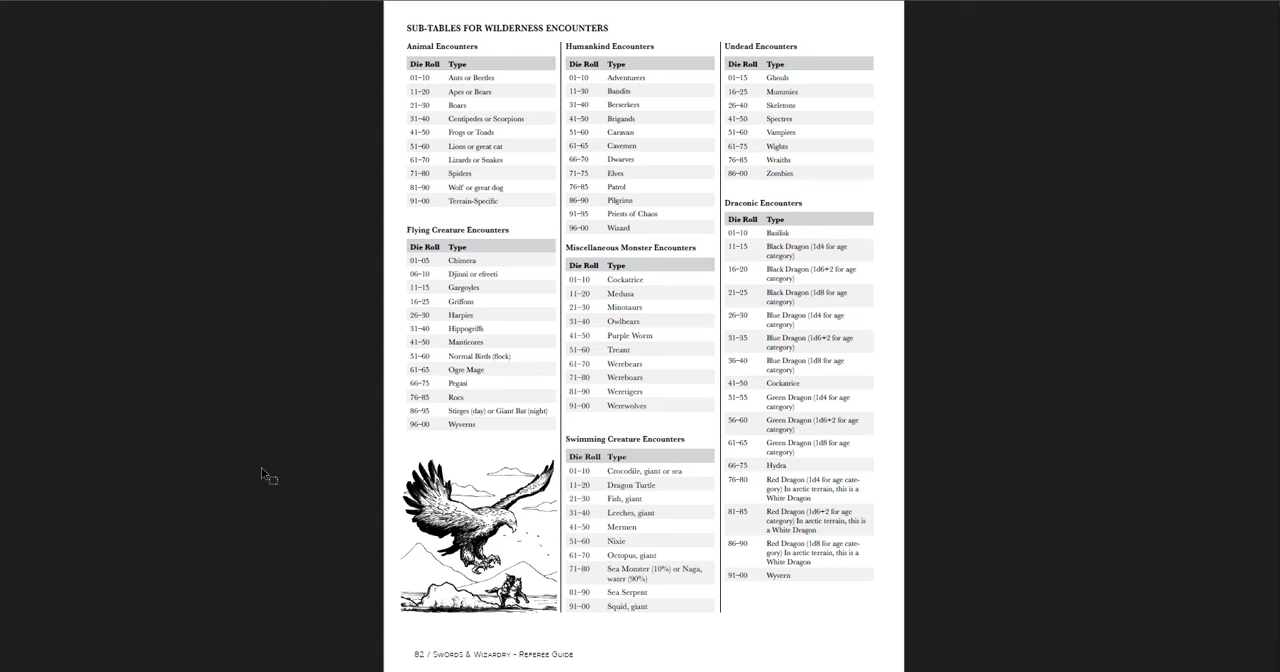 SUB-TABLES FOR WILDERNESS ENCOUNTERS
Animal Encounters
Die Roll Type
01–10 Ants or Beetles
11–20 Apes or Bears
21–30 Boars
31–40 Centipedes or Scorpions
41–50 Frogs or Toads
51–60 Lions or great cat
61–70 Lizards or Snakes
71–80 Spiders
81–90 Wolf or great dog
91–00 Terrain-Specific
Flying Creature Encounters
Die Roll Type
01–05 Chimera
06–10 Djinni or efreeti
11–15 Gargoyles
16–25 Griffons
26–30 Harpies
31–40 Hippogriffs
41–50 Manticores
51–60 Normal Birds (flock)
61–65 Ogre Mage
66–75 Pegasi
76–85 Rocs
86–95 Stirges (day) or Giant Bat (night)
96–00 Wyverns
Humankind Encounters
Die Roll Type
01–10 Adventurers
11–30 Bandits
31–40 Berserkers
41–50 Brigands
51–60 Caravan
61–65 Cavemen
66–70 Dwarves
71–75 Elves
76–85 Patrol
86–90 Pilgrims
91–95 Priests of Chaos
96–00 Wizard
Miscellaneous Monster Encounters
Die Roll Type
01–10 Cockatrice
11–20 Medusa
21–30 Minotaurs
31–40 Owlbears
41–50 Purple Worm
51–60 Treant
61–70 Werebears
71–80 Wereboars
81–90 Weretigers
91–00 Werewolves
Swimming Creature Encounters
Die Roll Type
01–10 Crocodile, giant or sea
11–20 Dragon Turtle
21–30 Fish, giant
31–40 Leeches, giant
41–50 Mermen
51–60 Nixie
61–70 Octopus, giant
71–80 Sea Monster (10%) or Naga,
water (90%)
81–90 Sea Serpent
91–00 Squid, giant
Undead Encounters
Die Roll Type
01–15 Ghouls
16–25 Mummies
26–40 Skeletons
41–50 Spectres
51–60 Vampires
61–75 Wights
76–85 Wraiths
86–00 Zombies
Draconic Encounters
Die Roll Type
01–10 Basilisk
11–15 Black Dragon (1d4 for age
category)
16–20 Black Dragon (1d6+2 for age
category)
21–25 Black Dragon (1d8 for age
category)
26–30 Blue Dragon (1d4 for age
category)
31–35 Blue Dragon (1d6+2 for age
category)
36–40 Blue Dragon (1d8 for age
category)
41–50 Cockatrice
51–55 Green Dragon (1d4 for age
category)
56–60 Green Dragon (1d6+2 for age
category)
61–65 Green Dragon (1d8 for age
category)
66–75 Hydra
76–80 Red Dragon (1d4 for age cate-
gory) In arctic terrain, this is a
White Dragon
81–85 Red Dragon (1d6+2 for age
category) In arctic terrain, this is
a White Dragon
86–90 Red Dragon (1d8 for age cate-
gory) In arctic terrain, this is a
White Dragon
91–00 Wyvern
82 / Swords & Wizardry - Referee Guide